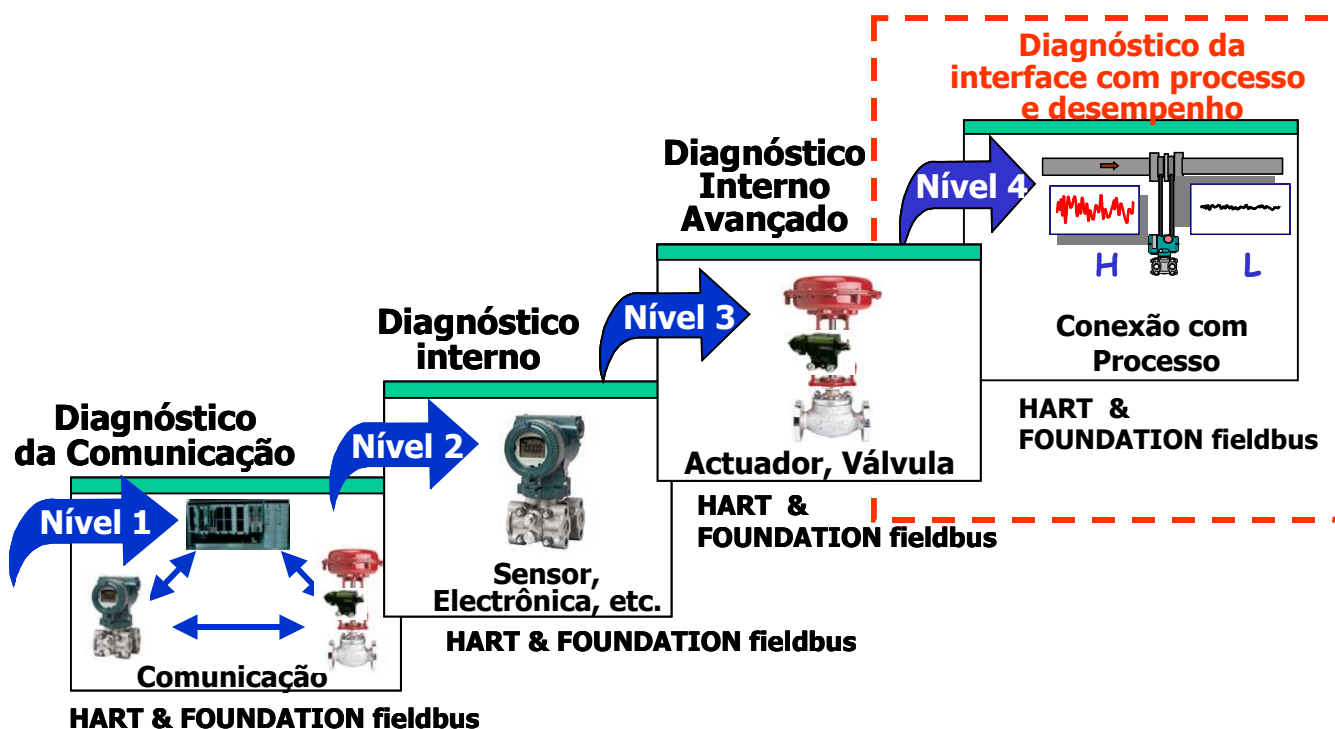 Diagnóstico
da Comunicação
Nível 1
Comunicação
HART & FOUNDATION fieldbus
Diagnóstico
interno
Nível 2
Sensor,
Electrônica, etc.
HART & FOUNDATION fieldbus
Diagnóstico
Interno
Avançado
Nível 3
Actuador, Válvula
HART &
FOUNDATION fieldbus
Diagnóstico da
interface com processo
e desempenho
Nível 4
H
L
Conexão com
Processo
HART &
FOUNDATION fieldbus